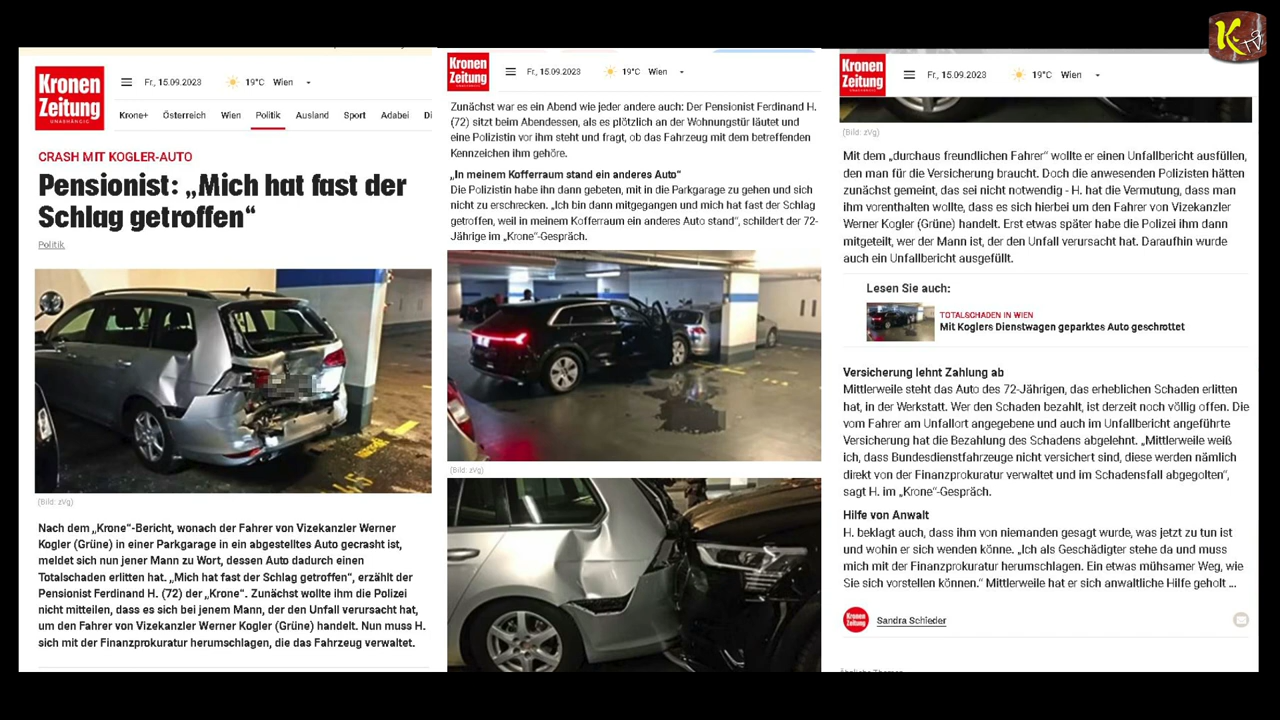 Kronen
Zeitung
UNABHÄNGIG
Fr., 15.09.2023
19°C Wien
Krone+ Österreich Wien Politik Ausland Sport Adabei Di
CRASH MIT KOGLER-AUTO
Pensionist: „Mich hat fast der
Schlag getroffen“
Politik
(Bild: zVg)
Nach dem „Krone“-Bericht, wonach der Fahrer von Vizekanzler Werner
Kogler (Grüne) in einer Parkgarage in ein abgestelltes Auto gecrasht ist,
meldet sich nun jener Mann zu Wort, dessen Auto dadurch einen
Totalschaden erlitten hat. „Mich hat fast der Schlag getroffen“, erzählt der
Pensionist Ferdinand H. (72) der „Krone“. Zunächst wollte ihm die Polizei
nicht mitteilen, dass es sich bei jenem Mann, der den Unfall verursacht hat,
um den Fahrer von Vizekanzler Werner Kogler (Grüne) handelt. Nun muss H.
sich mit der Finanzprokuratur herumschlagen, die das Fahrzeug verwaltet.
Kronen
Zeitung
UNABHÄNGIG
Fr., 15.09.2023
19°C Wien
Zunächst war es ein Abend wie jeder andere auch: Der Pensionist Ferdinand H.
(72) sitzt beim Abendessen, als es plötzlich an der Wohnungstür läutet und
eine Polizistin vor ihm steht und fragt, ob das Fahrzeug mit dem betreffenden
Kennzeichen ihm gehöre.
„In meinem Kofferraum stand ein anderes Auto“
Die Polizistin habe ihn dann gebeten, mit in die Parkgarage zu gehen und sich
nicht zu erschrecken. „Ich bin dann mitgegangen und mich hat fast der Schlag
getroffen, weil in meinem Kofferraum ein anderes Auto stand“, schildert der 72-
Jährige im „Krone“-Gespräch.
(Bild: zVg)
Kronen
Zeitung
UNABHÄNGIG
Fr., 15.09.2023
19°C Wien
(Bild: zVg)
Mit dem „durchaus freundlichen Fahrer“ wollte er einen Unfallbericht ausfüllen,
den man für die Versicherung braucht. Doch die anwesenden Polizisten hätten
zunächst gemeint, das sei nicht notwendig - H. hat die Vermutung, dass man
ihm vorenthalten wollte, dass es sich hierbei um den Fahrer von Vizekanzler
Werner Kogler (Grüne) handelt. Erst etwas später habe die Polizei ihm dann
mitgeteilt, wer der Mann ist, der den Unfall verursacht hat. Daraufhin wurde
auch ein Unfallbericht ausgefüllt.
Lesen Sie auch:
TOTALSCHADEN IN WIEN
Mit Koglers Dienstwagen geparktes Auto geschrottet
Versicherung lehnt Zahlung ab
Mittlerweile steht das Auto des 72-Jährigen, das erheblichen Schaden erlitten
hat, in der Werkstatt. Wer den Schaden bezahlt, ist derzeit noch völlig offen. Die
vom Fahrer am Unfallort angegebene und auch im Unfallbericht angeführte
Versicherung hat die Bezahlung des Schadens abgelehnt. „Mittlerweile weiß
ich, dass Bundesdienstfahrzeuge nicht versichert sind, diese werden nämlich
direkt von der Finanzprokuratur verwaltet und im Schadensfall abgegolten“,
sagt H. im „Krone“-Gespräch.
Hilfe von Anwalt
H. beklagt auch, dass ihm von niemanden gesagt wurde, was jetzt zu tun ist
und wohin er sich wenden könne. „Ich als Geschädigter stehe da und muss
mich mit der Finanzprokuratur herumschlagen. Ein etwas mühsamer Weg, wie
Sie sich vorstellen können.“ Mittlerweile hat er sich anwaltliche Hilfe geholt ...
Kronen
Zeitung
Sandra Schieder